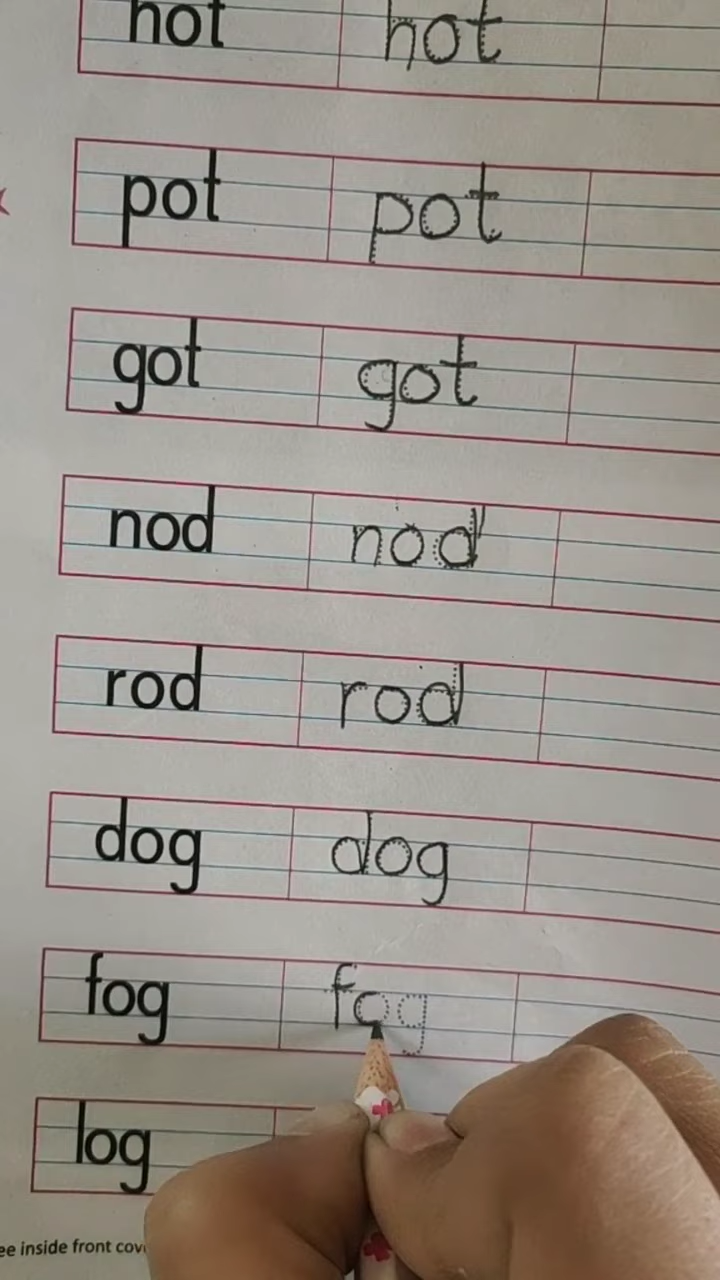 hot hot
pot pot
got got
nod nod
rod rod
dog dog
fog fog
log
ee inside front cov